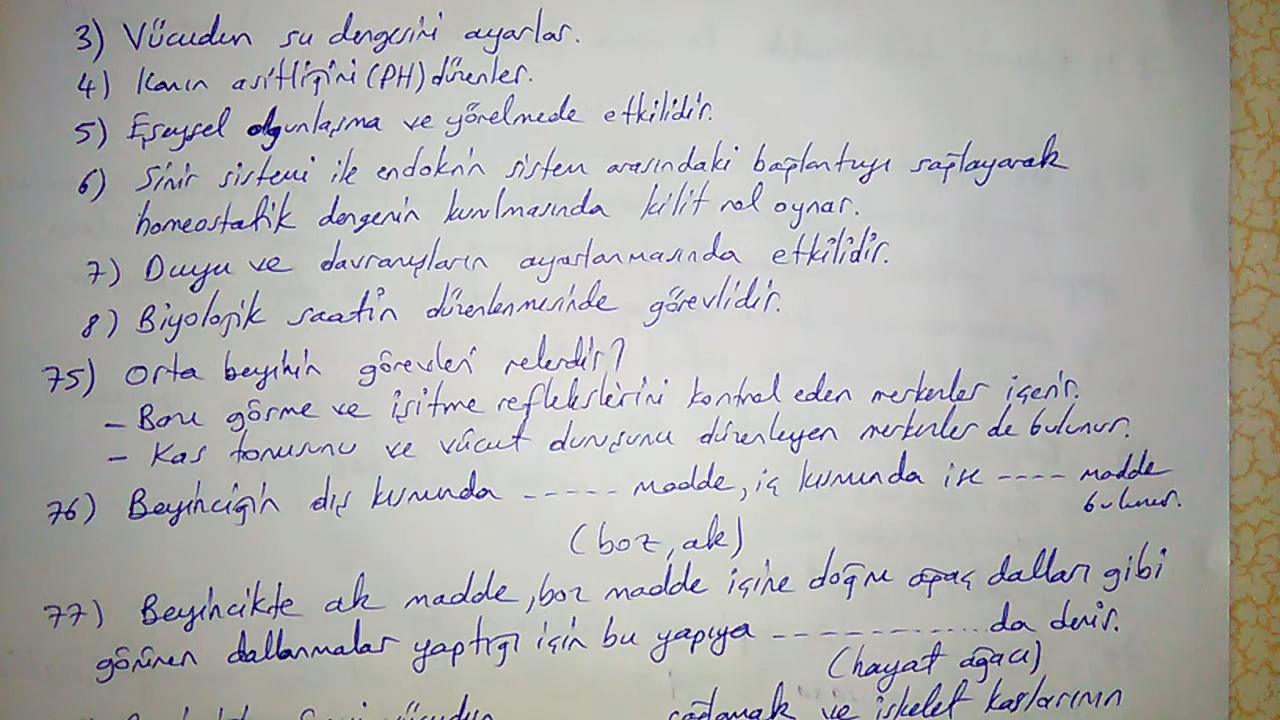 3) Vücudun su dengesini ayarlar.
4) Kanın asitliğini (PH) düzenler.
5) Eşeysel olgunlaşma ve yönelmede etkilidir.
6) Sinir sistemi ile endokrin sistem arasındaki bağlantıyı sağlayarak
homeostatik dengenin kurulmasında kilit rol oynar.
7) Duyu ve davranışların ayarlanmasında etkilidir.
8) Biyolojik saatin düzenlenmesinde görevlidir.
75) Orta beynin görevleri nelerdir?
- Bazı görme ve işitme reflekslerini kontrol eden merkezler içerir.
- Kas tonusunu ve vücut duruşunu düzenleyen merkezler de bulunur.
76) Beyinciğin dış kısmında ----- madde, iç kısmında ise ---- madde
bulunur.
(boz, ak)
77) Beyincikte ak madde, boz madde içine doğru ağaç dalları gibi
görünen dallanmalar yaptığı için bu yapıya ------------ da denir.
(hayat ağacı)
vücudun sağlamak ve iskelet kaslarının